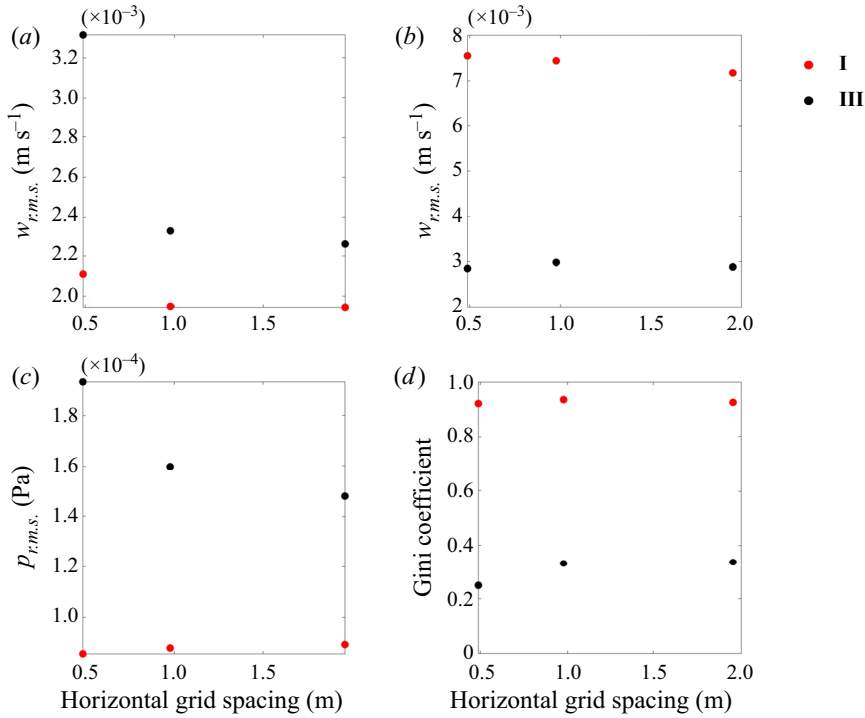 (a) (×10⁻³)
3.2
3.0
2.8
2.6
2.4
2.2
2.0
w_{r.m.s.} (m s⁻¹)
0.5 1.0 1.5
(b) (×10⁻³)
8
7
6
5
4
3
2
w_{r.m.s.} (m s⁻¹)
0.5 1.0 1.5 2.0
I
III
(c) (×10⁻⁴)
1.8
1.6
1.4
1.2
1.0
p_{r.m.s.} (Pa)
0.5 1.0 1.5
Horizontal grid spacing (m)
(d)
1.0
0.8
0.6
0.4
0.2
0
Gini coefficient
0.5 1.0 1.5 2.0
Horizontal grid spacing (m)